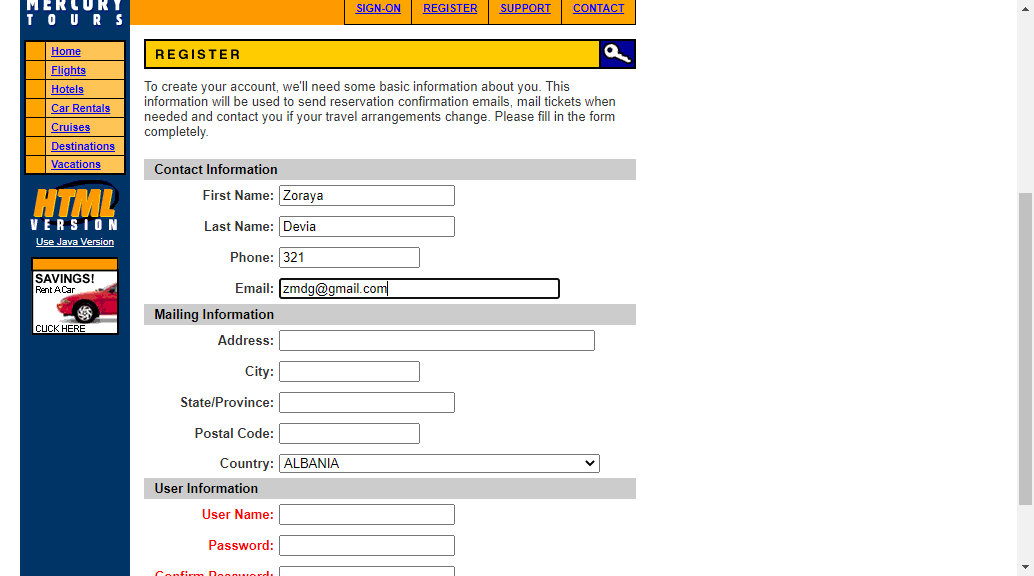 MERCURY
TOURS
SIGN-ON REGISTER SUPPORT CONTACT
Home
Flights
Hotels
Car Rentals
Cruises
Destinations
Vacations
HTML
VERSION
Use Java Version
SAVINGS!
Rent A Car
CLICK HERE
REGISTER
To create your account, we'll need some basic information about you. This
information will be used to send reservation confirmation emails, mail tickets when
needed and contact you if your travel arrangements change. Please fill in the form
completely.
Contact Information
First Name: Zoraya
Last Name: Devia
Phone: 321
Email: zmdg@gmail.com
Mailing Information
Address:
City:
State/Province:
Postal Code:
Country: ALBANIA
User Information
User Name:
Password:
Confirm Password: